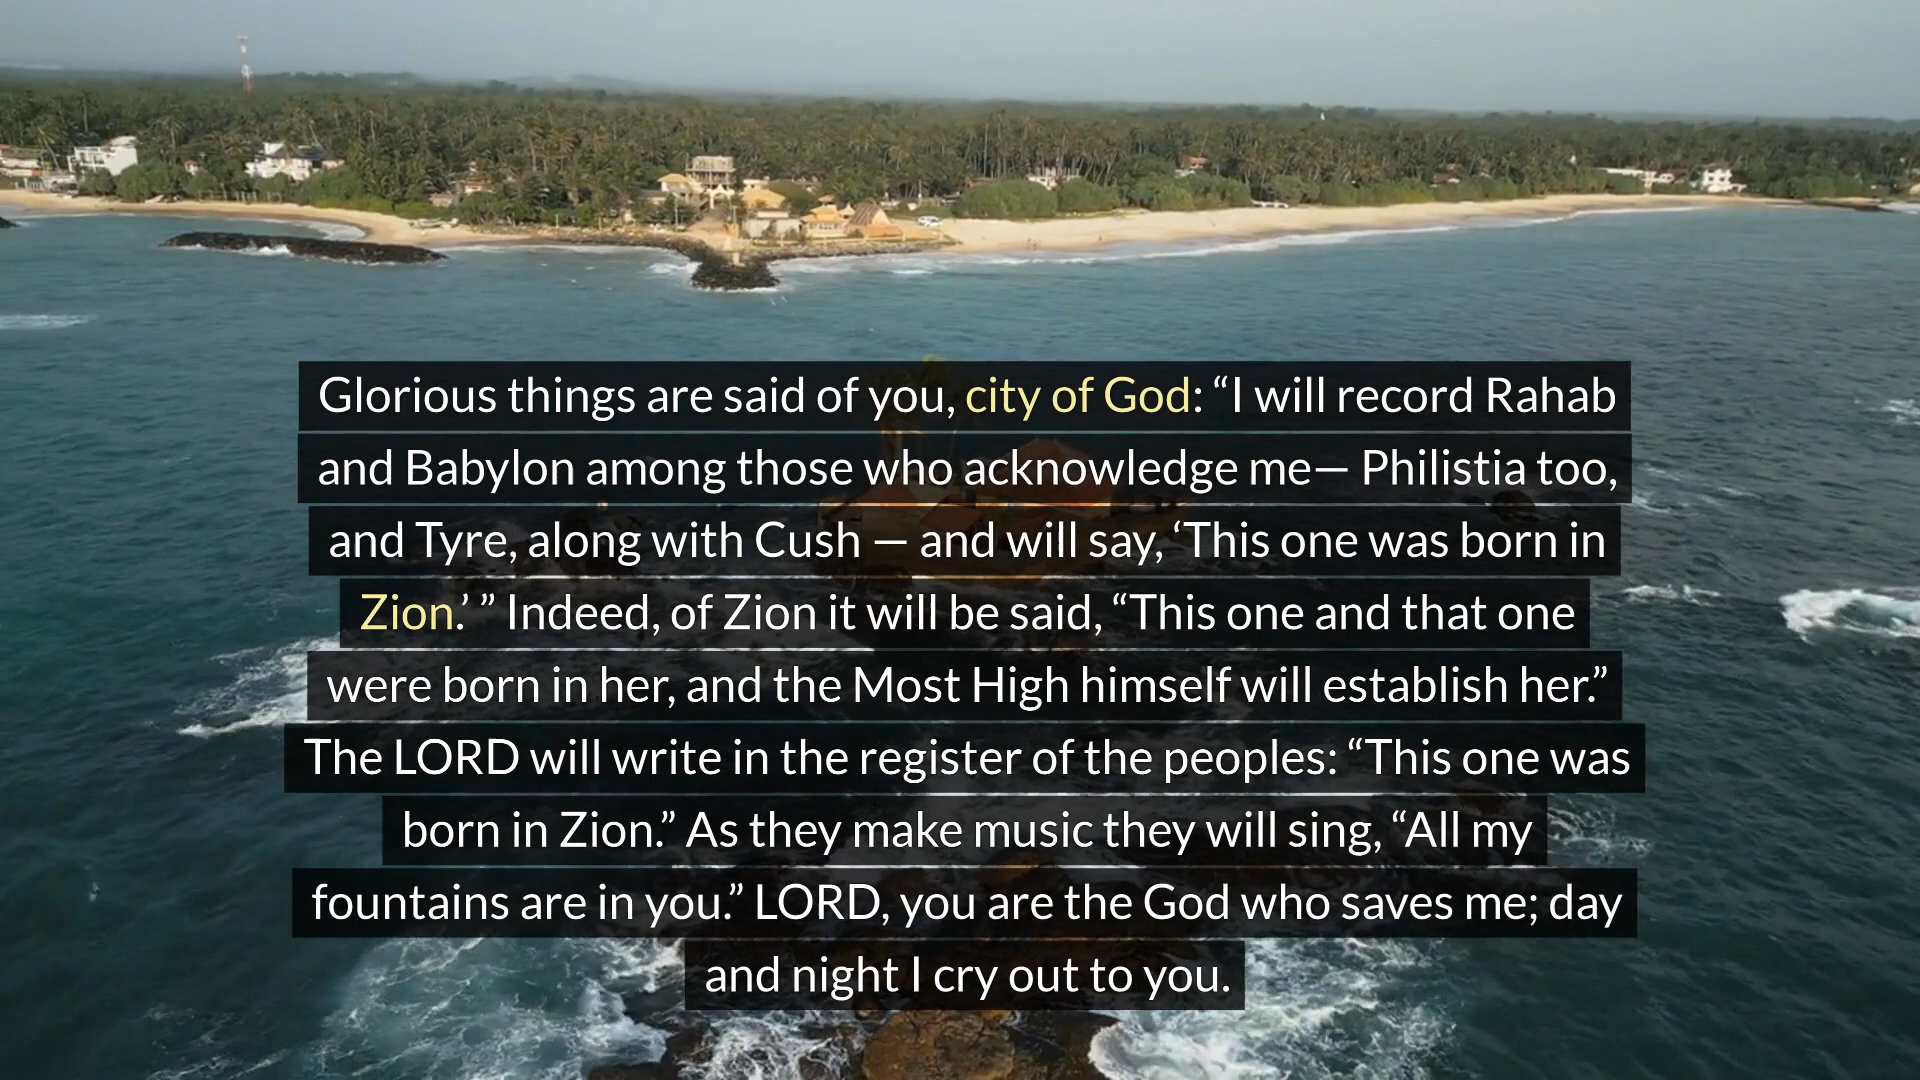 Glorious things are said of you, city of God: “I will record Rahab
and Babylon among those who acknowledge me— Philistia too,
and Tyre, along with Cush — and will say, ‘This one was born in
Zion.’ ” Indeed, of Zion it will be said, “This one and that one
were born in her, and the Most High himself will establish her.”
The LORD will write in the register of the peoples: “This one was
born in Zion.” As they make music they will sing, “All my
fountains are in you.” LORD, you are the God who saves me; day
and night I cry out to you.